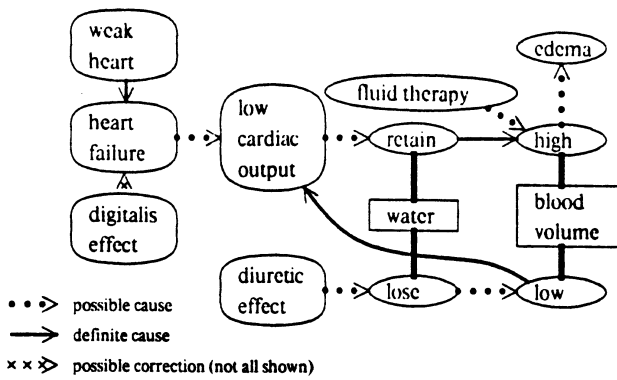 weak
heart
edema
fluid therapy
heart
failure
low
cardiac
output
retain
high
water
blood
volume
digitalis
effect
diuretic
effect
lose
low
possible cause
definite cause
possible correction (not all shown)